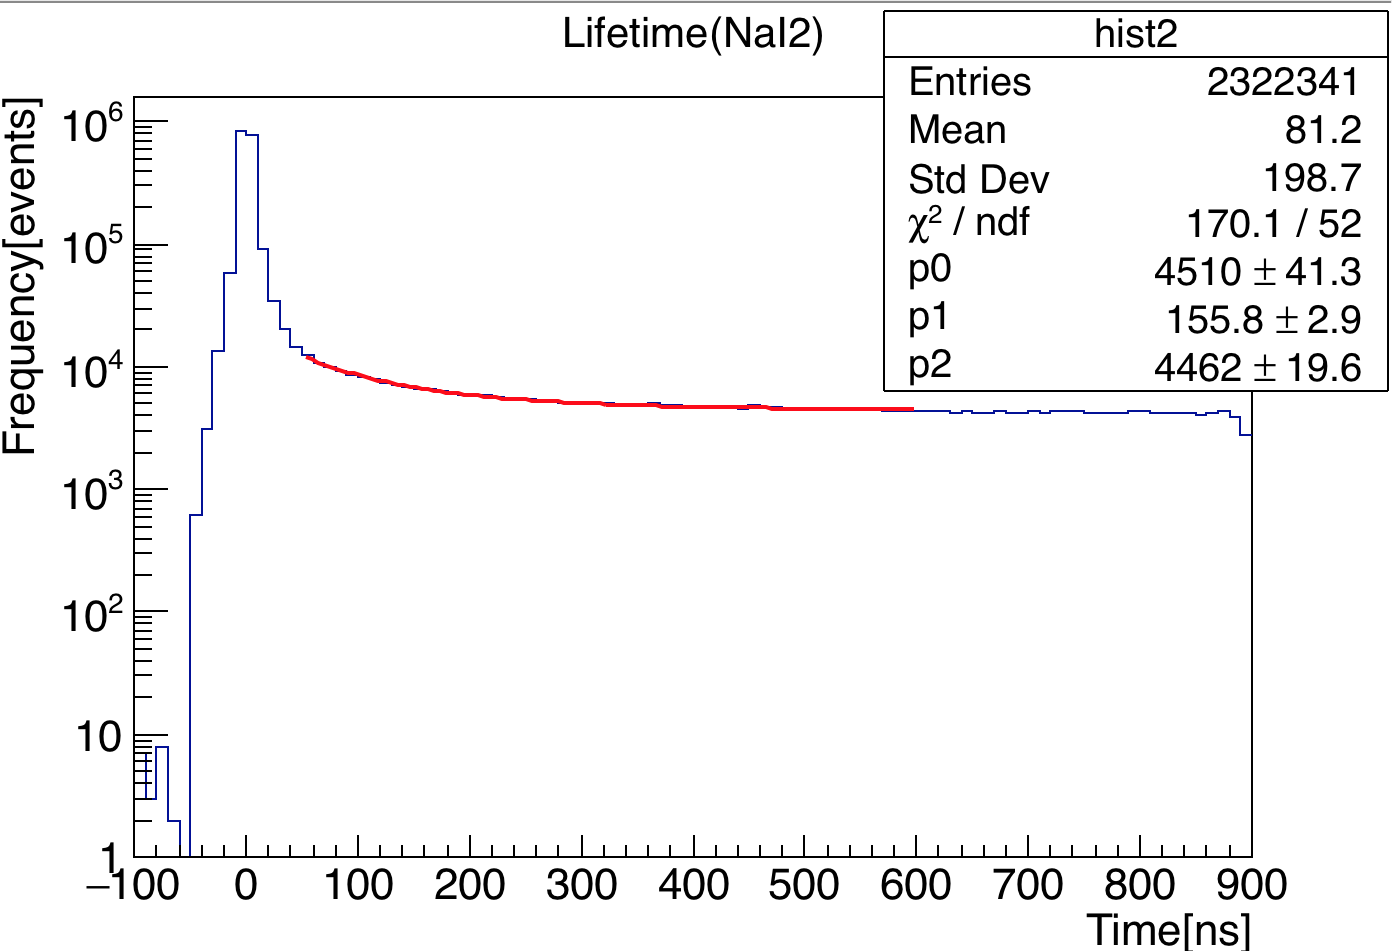 Lifetime(NaI2)
hist2
Entries 2322341
Mean 81.2
Std Dev 198.7
χ² / ndf 170.1 / 52
p0 4510 ± 41.3
p1 155.8 ± 2.9
p2 4462 ± 19.6
Frequency[events]
10⁶
10⁵
10⁴
10³
10²
10
1
−100 0 100 200 300 400 500 600 700 800 900
Time[ns]